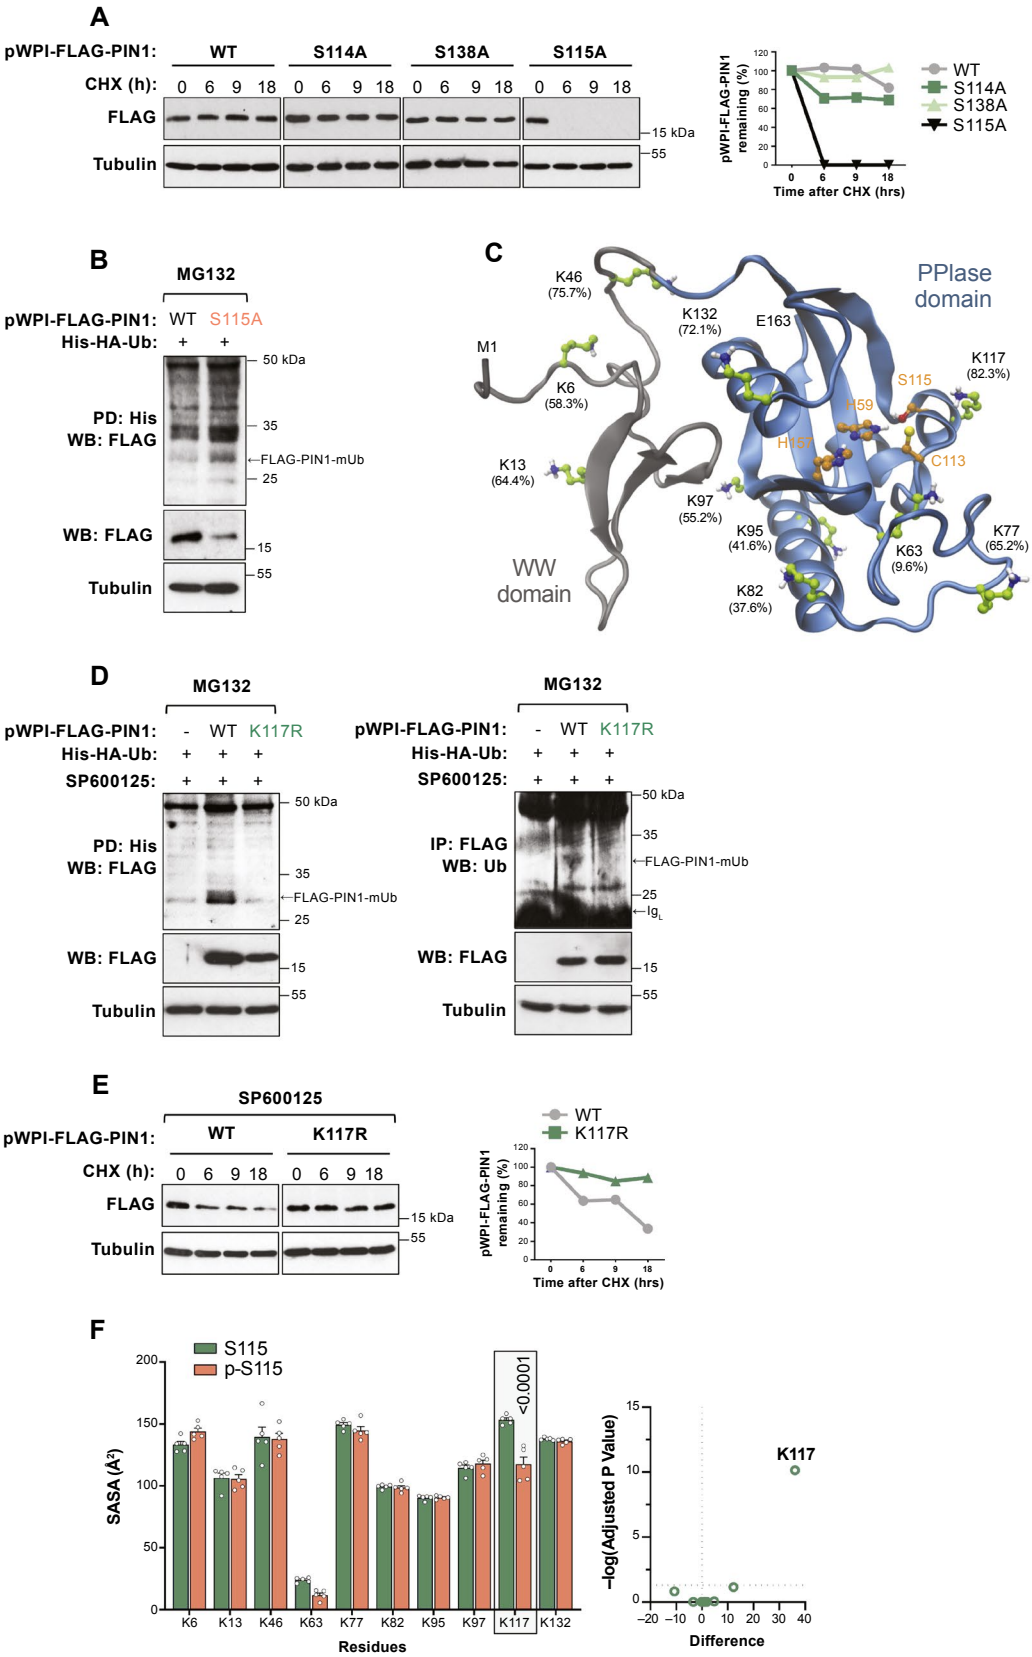 A
pWPI-FLAG-PIN1: WT S114A S138A S115A
CHX (h): 0 6 9 18 0 6 9 18 0 6 9 18 0 6 9 18
FLAG
15 kDa
Tubulin
55
pWPI-FLAG-PIN1
remaining (%)
120
100
80
60
40
20
0
0 6 9 18
Time after CHX (hrs)
WT
S114A
S138A
S115A
B
MG132
pWPI-FLAG-PIN1: WT S115A
His-HA-Ub: + +
50 kDa
PD: His
WB: FLAG
35
←FLAG-PIN1-mUb
25
WB: FLAG
15
55
Tubulin
C
K46
(75.7%)
PPIase
domain
K132
(72.1%)
E163
M1
K117
(82.3%)
S115
K6
(58.3%)
H59
H157
C113
K13
(64.4%)
K97
(55.2%)
K95
(41.6%)
K63
(9.6%)
K77
(65.2%)
WW
domain
K82
(37.6%)
D
MG132
pWPI-FLAG-PIN1: - WT K117R
His-HA-Ub: + + +
SP600125: + + +
50 kDa
PD: His
WB: FLAG
35
←FLAG-PIN1-mUb
25
WB: FLAG
15
55
Tubulin
MG132
pWPI-FLAG-PIN1: - WT K117R
His-HA-Ub: + + +
SP600125: + + +
50 kDa
35
IP: FLAG
WB: Ub
←FLAG-PIN1-mUb
25
←IgL
WB: FLAG
15
55
Tubulin
E
SP600125
pWPI-FLAG-PIN1: WT K117R
CHX (h): 0 6 9 18 0 6 9 18
FLAG
15 kDa
55
Tubulin
WT
K117R
pWPI-FLAG-PIN1
remaining (%)
120
100
80
60
40
20
0
0 6 9 18
Time after CHX (hrs)
F
S115
p-S115
SASA (Å²)
200
150
100
50
0
<0.0001
K6 K13 K46 K63 K77 K82 K95 K97 K117 K132
Residues
−log(Adjusted P Value)
15
10
5
0
K117
−20 −10 0 10 20 30 40
Difference